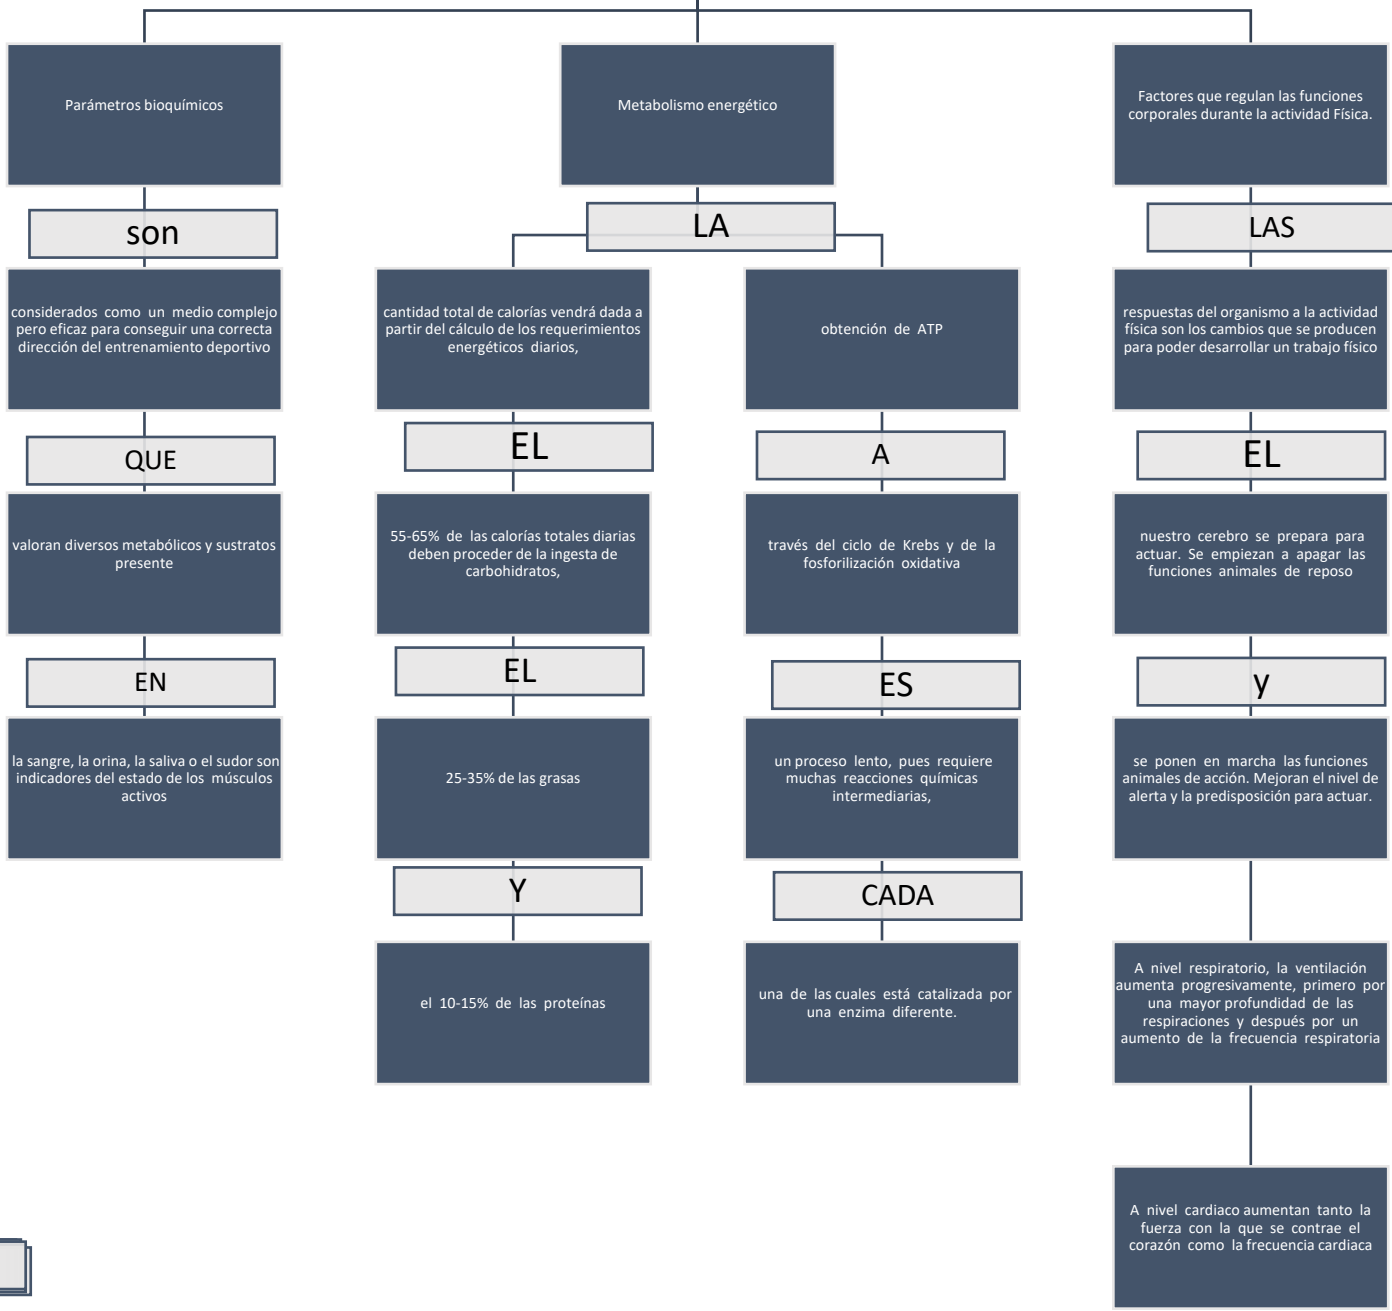 Parámetros bioquímicos
son
considerados como un medio complejo
pero eficaz para conseguir una correcta
dirección del entrenamiento deportivo
QUE
valoran diversos metabólicos y sustratos
presente
EN
la sangre, la orina, la saliva o el sudor son
indicadores del estado de los músculos
activos
Metabolismo energético
LA
cantidad total de calorías vendrá dada a
partir del cálculo de los requerimientos
energéticos diarios,
EL
55-65% de las calorías totales diarias
deben proceder de la ingesta de
carbohidratos,
EL
25-35% de las grasas
Y
el 10-15% de las proteínas
obtención de ATP
A
través del ciclo de Krebs y de la
fosforilización oxidativa
ES
un proceso lento, pues requiere
muchas reacciones químicas
intermediarias,
CADA
una de las cuales está catalizada por
una enzima diferente.
Factores que regulan las funciones
corporales durante la actividad Física.
LAS
respuestas del organismo a la actividad
física son los cambios que se producen
para poder desarrollar un trabajo físico
EL
nuestro cerebro se prepara para
actuar. Se empiezan a apagar las
funciones animales de reposo
y
se ponen en marcha las funciones
animales de acción. Mejoran el nivel de
alerta y la predisposición para actuar.
A nivel respiratorio, la ventilación
aumenta progresivamente, primero por
una mayor profundidad de las
respiraciones y después por un
aumento de la frecuencia respiratoria
A nivel cardiaco aumentan tanto la
fuerza con la que se contrae el
corazón como la frecuencia cardiaca